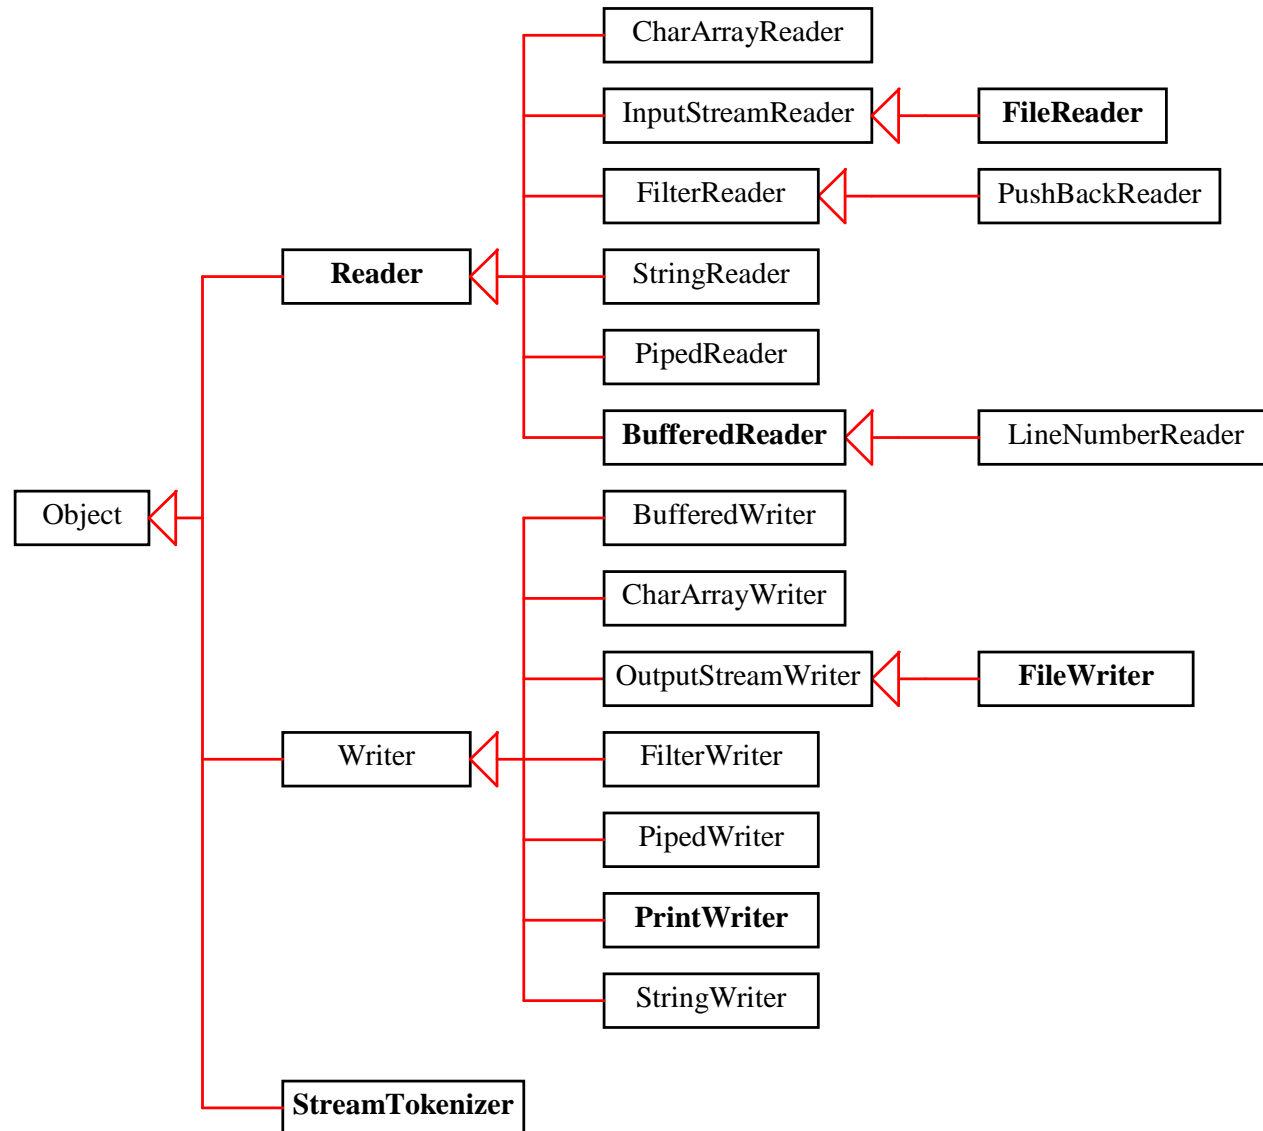 CharArrayReader
InputStreamReader
FileReader
FilterReader
PushBackReader
Reader
StringReader
PipedReader
BufferedReader
LineNumberReader
Object
BufferedWriter
CharArrayWriter
OutputStreamWriter
FileWriter
Writer
FilterWriter
PipedWriter
PrintWriter
StringWriter
StreamTokenizer